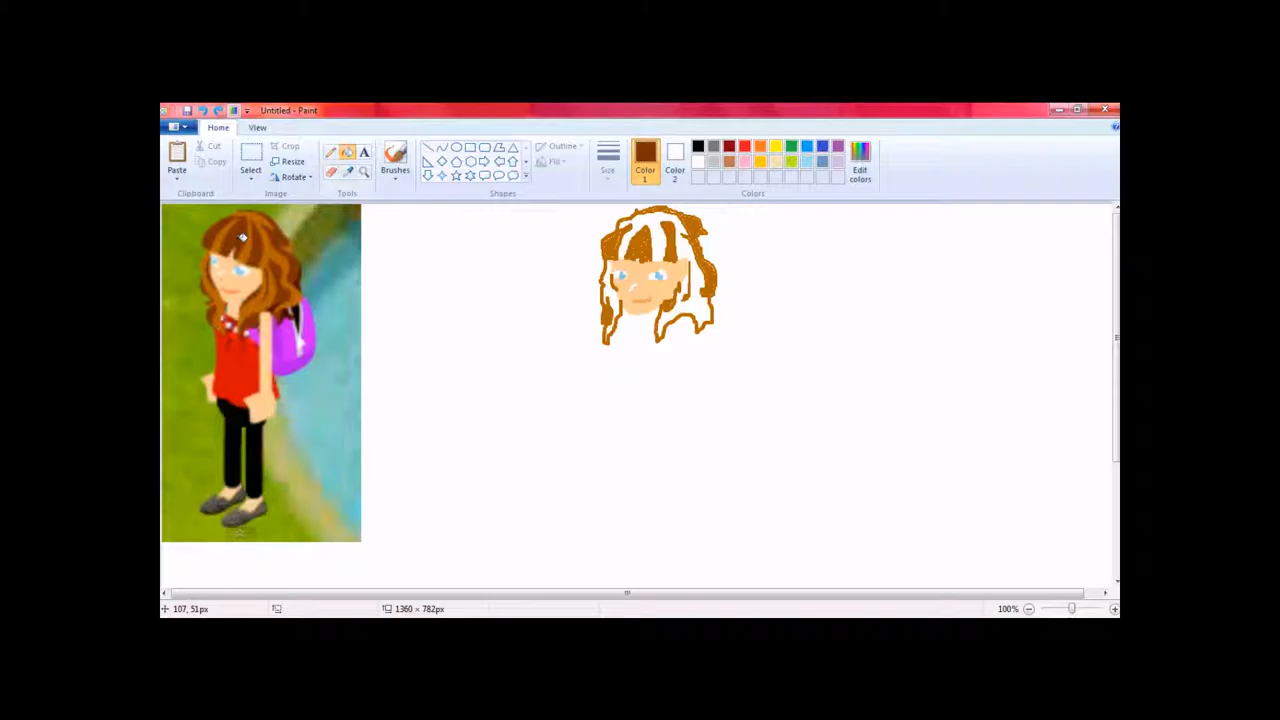 Untitled - Paint
Home View
Paste
Cut
Copy
Clipboard
Select
Crop
Resize
Rotate
Image
A
Tools
Brushes
Outline
Fill
Shapes
Size
Color
1
Color
2
Edit
colors
Colors
107, 51px
1360 × 782px
100%